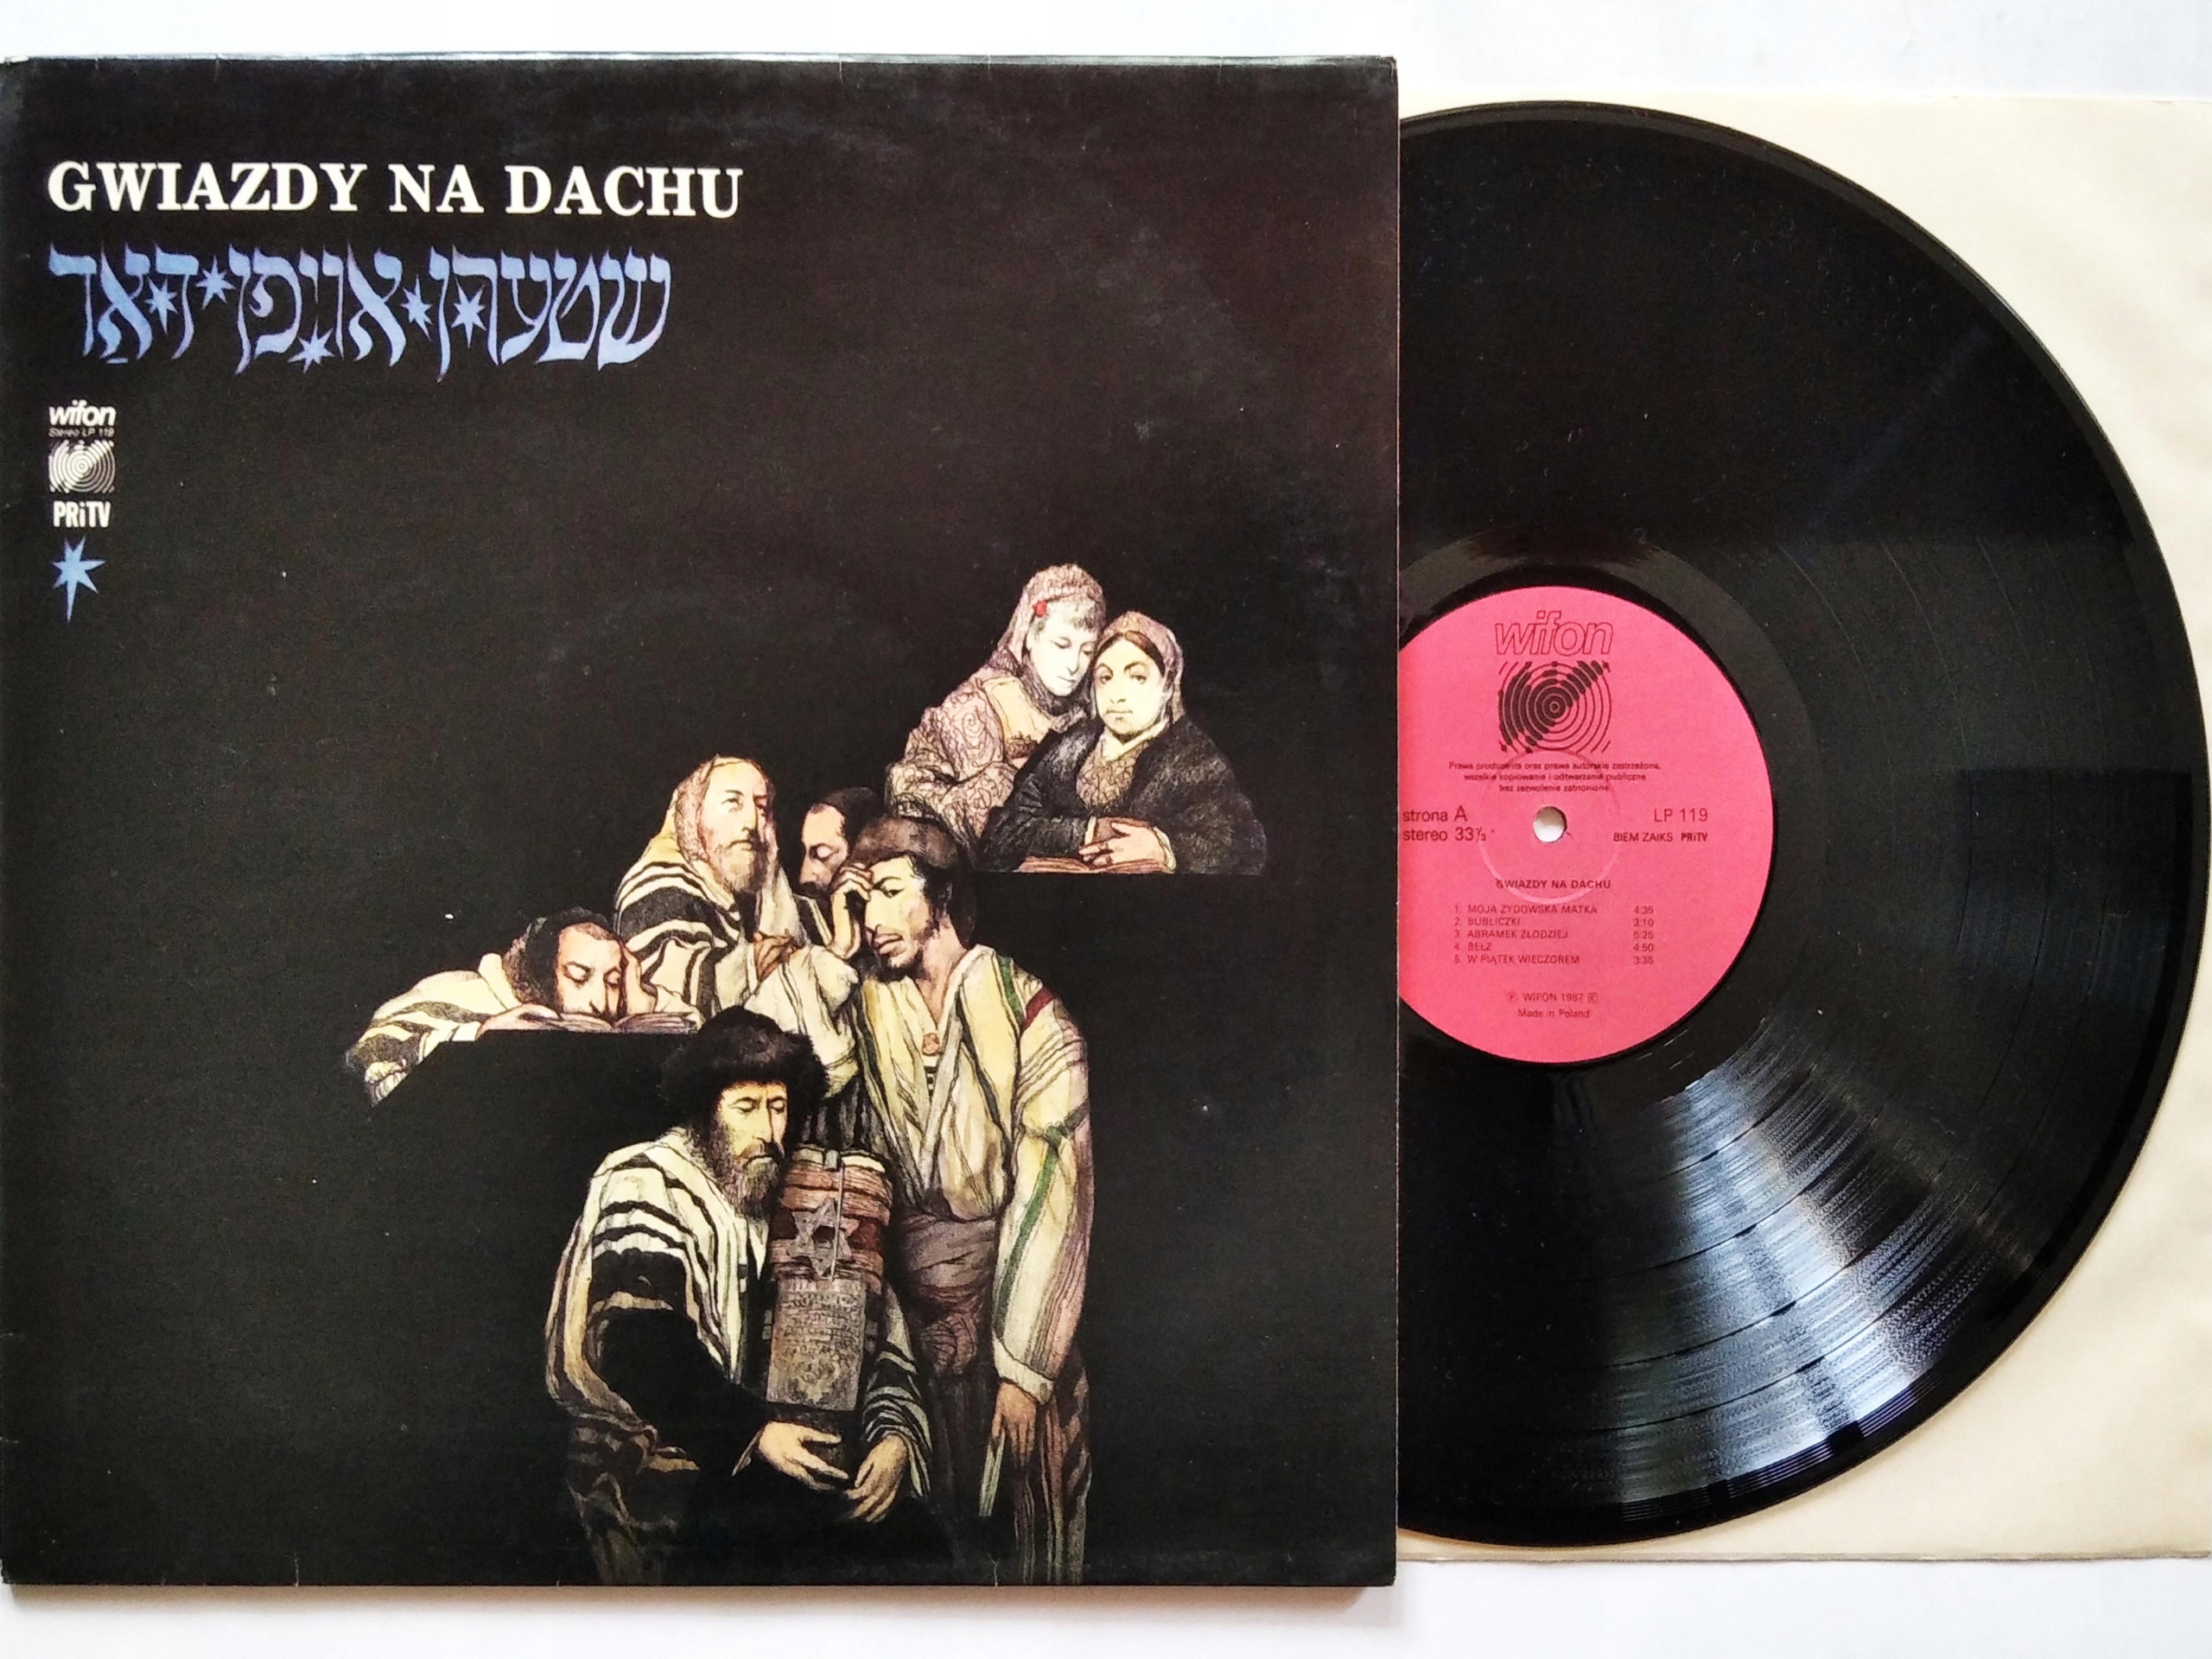 GWIAZDY NA DACHU
שטערן אויפן דאַך
wifon
Stereo LP 119
PRiTV
wifon
Prawa producenta oraz prawa autorskie zastrzeżone,
wszelkie kopiowanie i odtwarzanie publiczne
bez zezwolenia zabronione
strona A
stereo 33⅓
LP 119
BIEM ZAIKS PRiTV
GWIAZDY NA DACHU
1. MOJA ŻYDOWSKA MATKA 4:35
2. BUBLICZKI 3:10
3. ABRAMEK ZŁODZIEJ 5:25
4. BEŁZ 4:50
5. W PIĄTEK WIECZOREM 3:35
Ⓟ WIFON 1987
Made in Poland